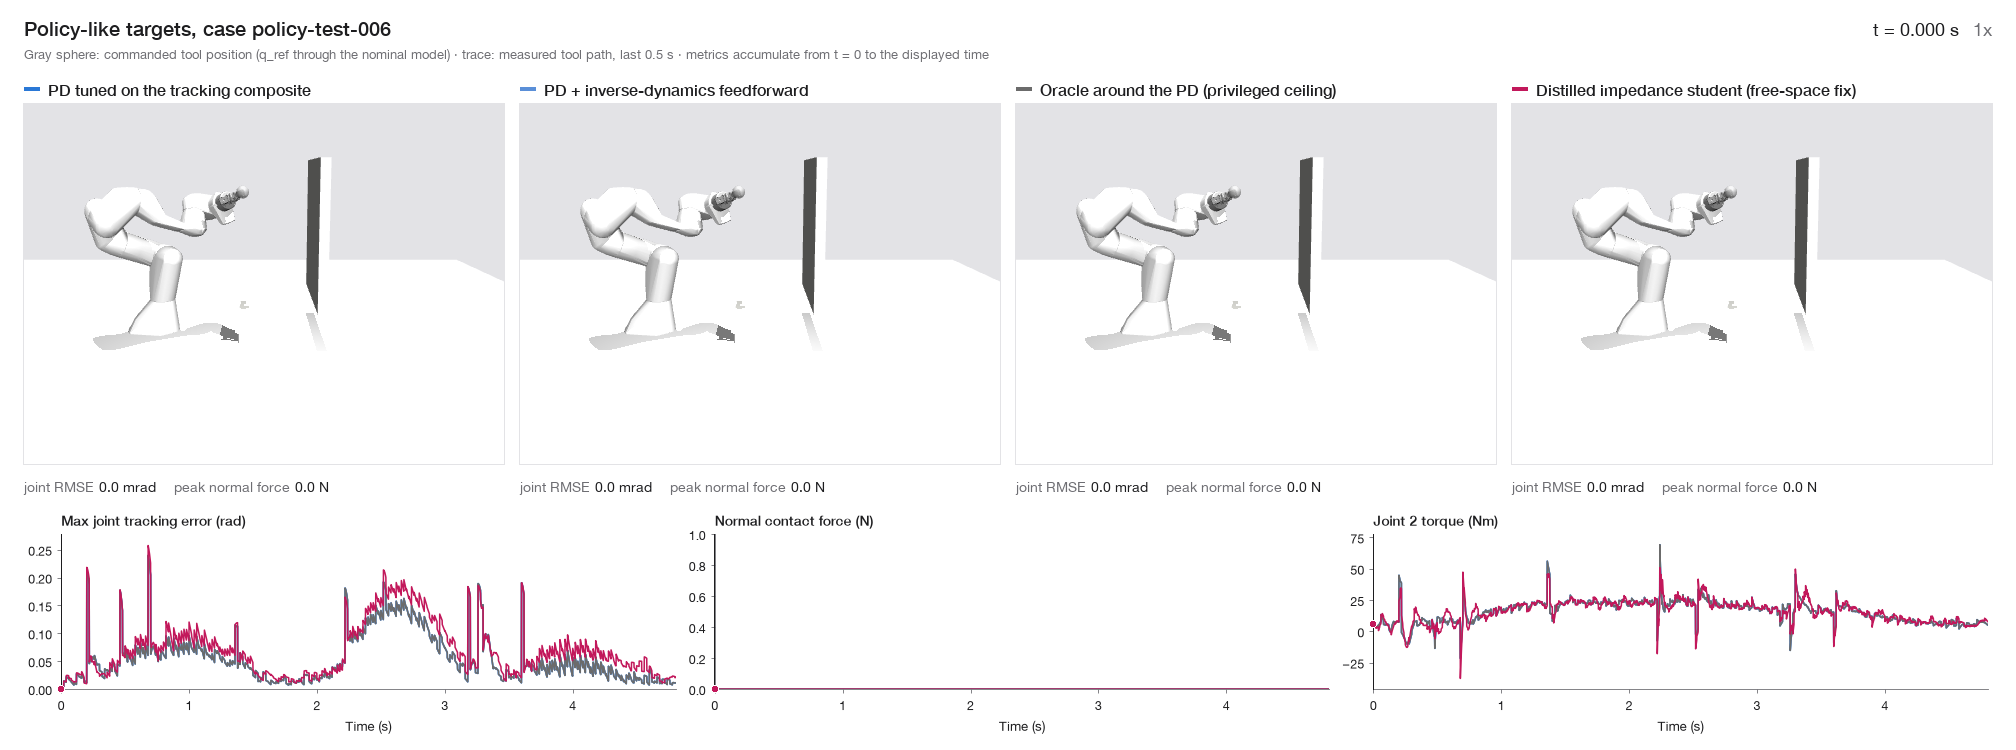 Policy-like targets, case policy-test-006
t = 0.000 s 1x
Gray sphere: commanded tool position (q_ref through the nominal model) · trace: measured tool path, last 0.5 s · metrics accumulate from t = 0 to the displayed time
PD tuned on the tracking composite
PD + inverse-dynamics feedforward
Oracle around the PD (privileged ceiling)
Distilled impedance student (free-space fix)
joint RMSE 0.0 mrad peak normal force 0.0 N
joint RMSE 0.0 mrad peak normal force 0.0 N
joint RMSE 0.0 mrad peak normal force 0.0 N
joint RMSE 0.0 mrad peak normal force 0.0 N
Max joint tracking error (rad)
0.25
0.20
0.15
0.10
0.05
0.00
0 1 2 3 4
Time (s)
Normal contact force (N)
1.0
0.8
0.6
0.4
0.2
0.0
0 1 2 3 4
Time (s)
Joint 2 torque (Nm)
75
50
25
0
−25
0 1 2 3 4
Time (s)